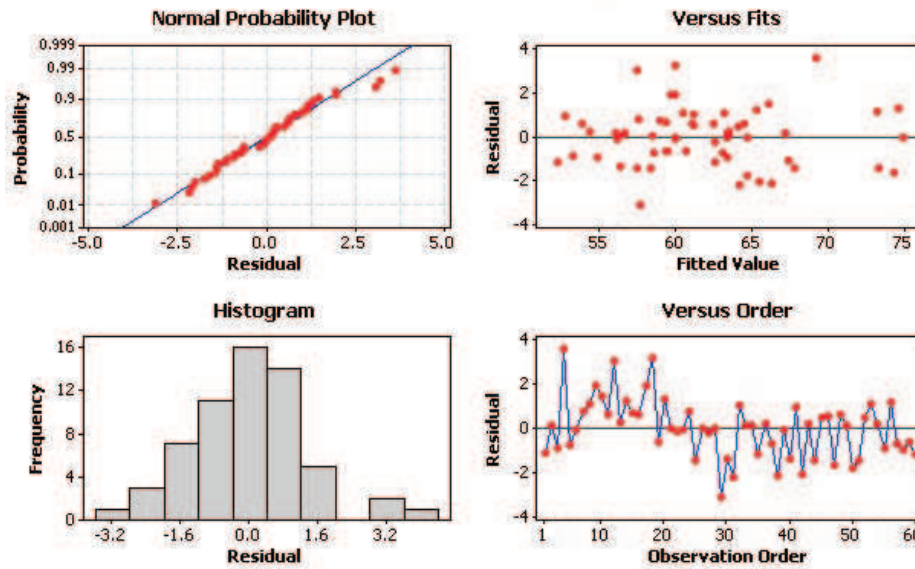 Normal Probability Plot
0.999
0.99
0.9
0.5
0.1
0.01
0.001
Probability
-5.0 -2.5 0.0 2.5 5.0
Residual
Versus Fits
4
2
0
-2
-4
Residual
55 60 65 70 75
Fitted Value
Histogram
16
12
8
4
0
Frequency
-3.2 -1.6 0.0 1.6 3.2
Residual
Versus Order
4
2
0
-2
-4
Residual
1 10 20 30 40 50 60
Observation Order